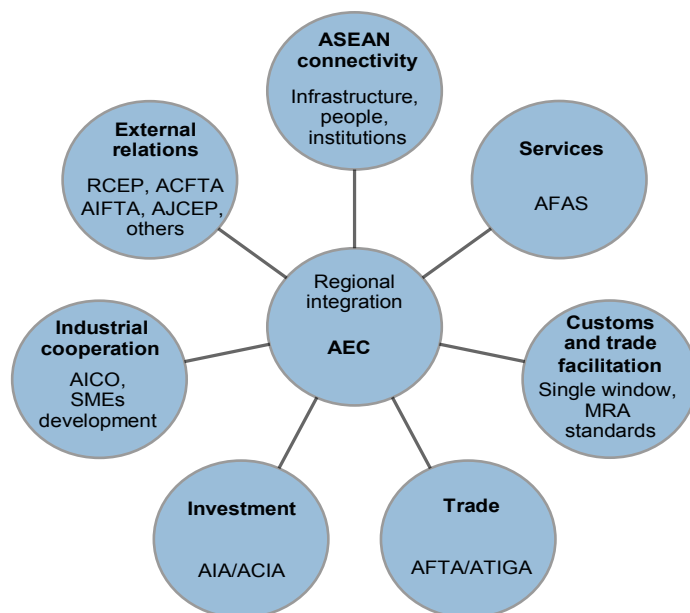 ASEAN
connectivity
Infrastructure,
people,
institutions
External
relations
RCEP, ACFTA
AIFTA, AJCEP,
others
Services
AFAS
Regional
integration
AEC
Industrial
cooperation
AICO,
SMEs
development
Customs
and trade
facilitation
Single window,
MRA
standards
Investment
AIA/ACIA
Trade
AFTA/ATIGA